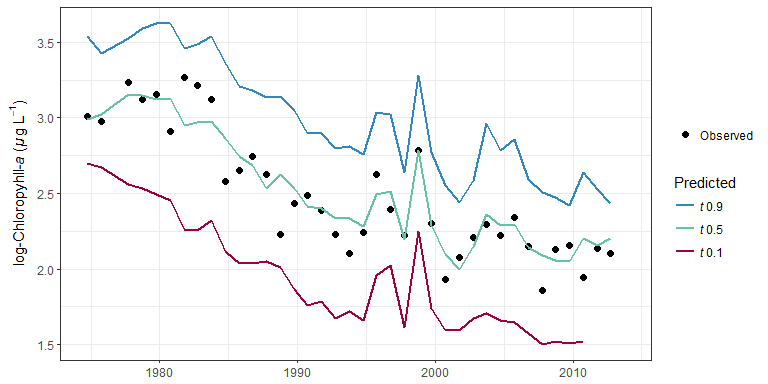 log-Chloropyhll-a (µg L⁻¹)
3.5
3.0
2.5
2.0
1.5
1980
1990
2000
2010
Observed
Predicted
t 0.9
t 0.5
t 0.1